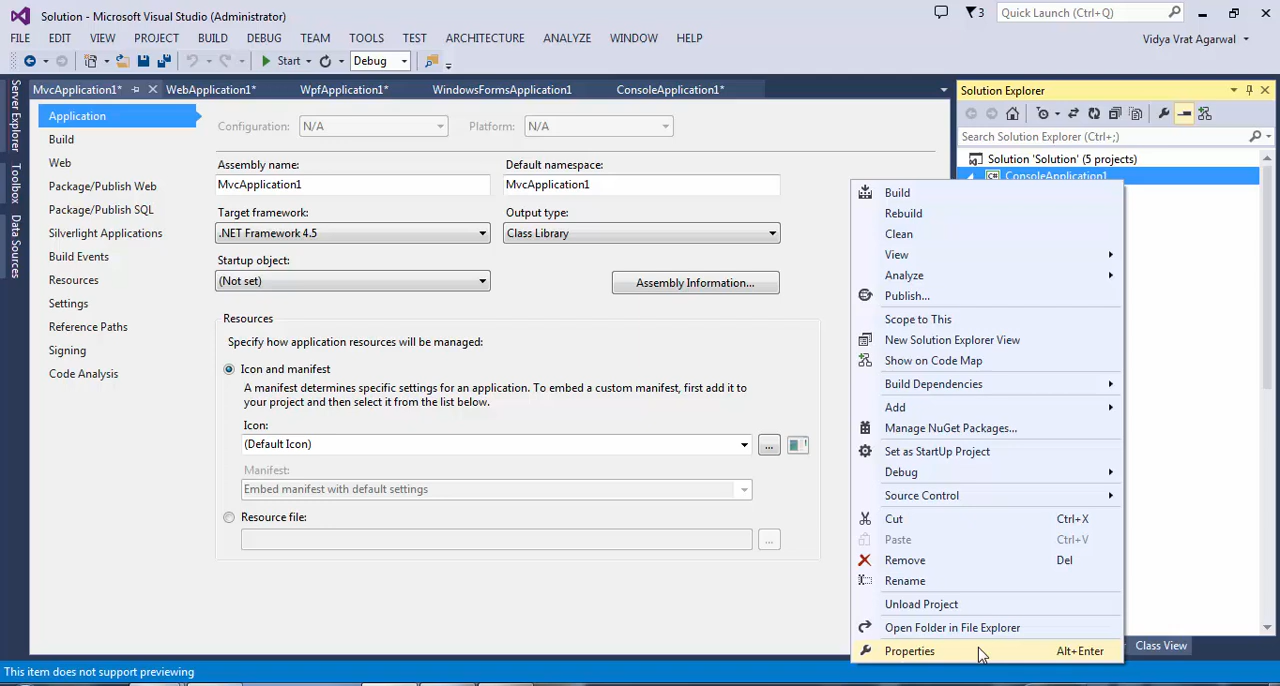 Solution - Microsoft Visual Studio (Administrator)
3
Quick Launch (Ctrl+Q)
FILE EDIT VIEW PROJECT BUILD DEBUG TEAM TOOLS TEST ARCHITECTURE ANALYZE WINDOW HELP
Vidya Vrat Agarwal
Start
Debug
MvcApplication1* WebApplication1* WpfApplication1* WindowsFormsApplication1 ConsoleApplication1*
Solution Explorer
Server Explorer
Toolbox
Data Sources
Application
Build
Web
Package/Publish Web
Package/Publish SQL
Silverlight Applications
Build Events
Resources
Settings
Reference Paths
Signing
Code Analysis
Configuration: N/A Platform: N/A
Assembly name: Default namespace:
MvcApplication1 MvcApplication1
Target framework: Output type:
.NET Framework 4.5 Class Library
Startup object:
(Not set) Assembly Information...
Resources
Specify how application resources will be managed:
Icon and manifest
A manifest determines specific settings for an application. To embed a custom manifest, first add it to
your project and then select it from the list below.
Icon:
(Default Icon) ...
Manifest:
Embed manifest with default settings
Resource file:
...
Search Solution Explorer (Ctrl+;)
Solution 'Solution' (5 projects)
C# ConsoleApplication1
Build
Rebuild
Clean
View
Analyze
Publish...
Scope to This
New Solution Explorer View
Show on Code Map
Build Dependencies
Add
Manage NuGet Packages...
Set as StartUp Project
Debug
Source Control
Cut Ctrl+X
Paste Ctrl+V
Remove Del
Rename
Unload Project
Open Folder in File Explorer
Properties Alt+Enter
Class View
This item does not support previewing